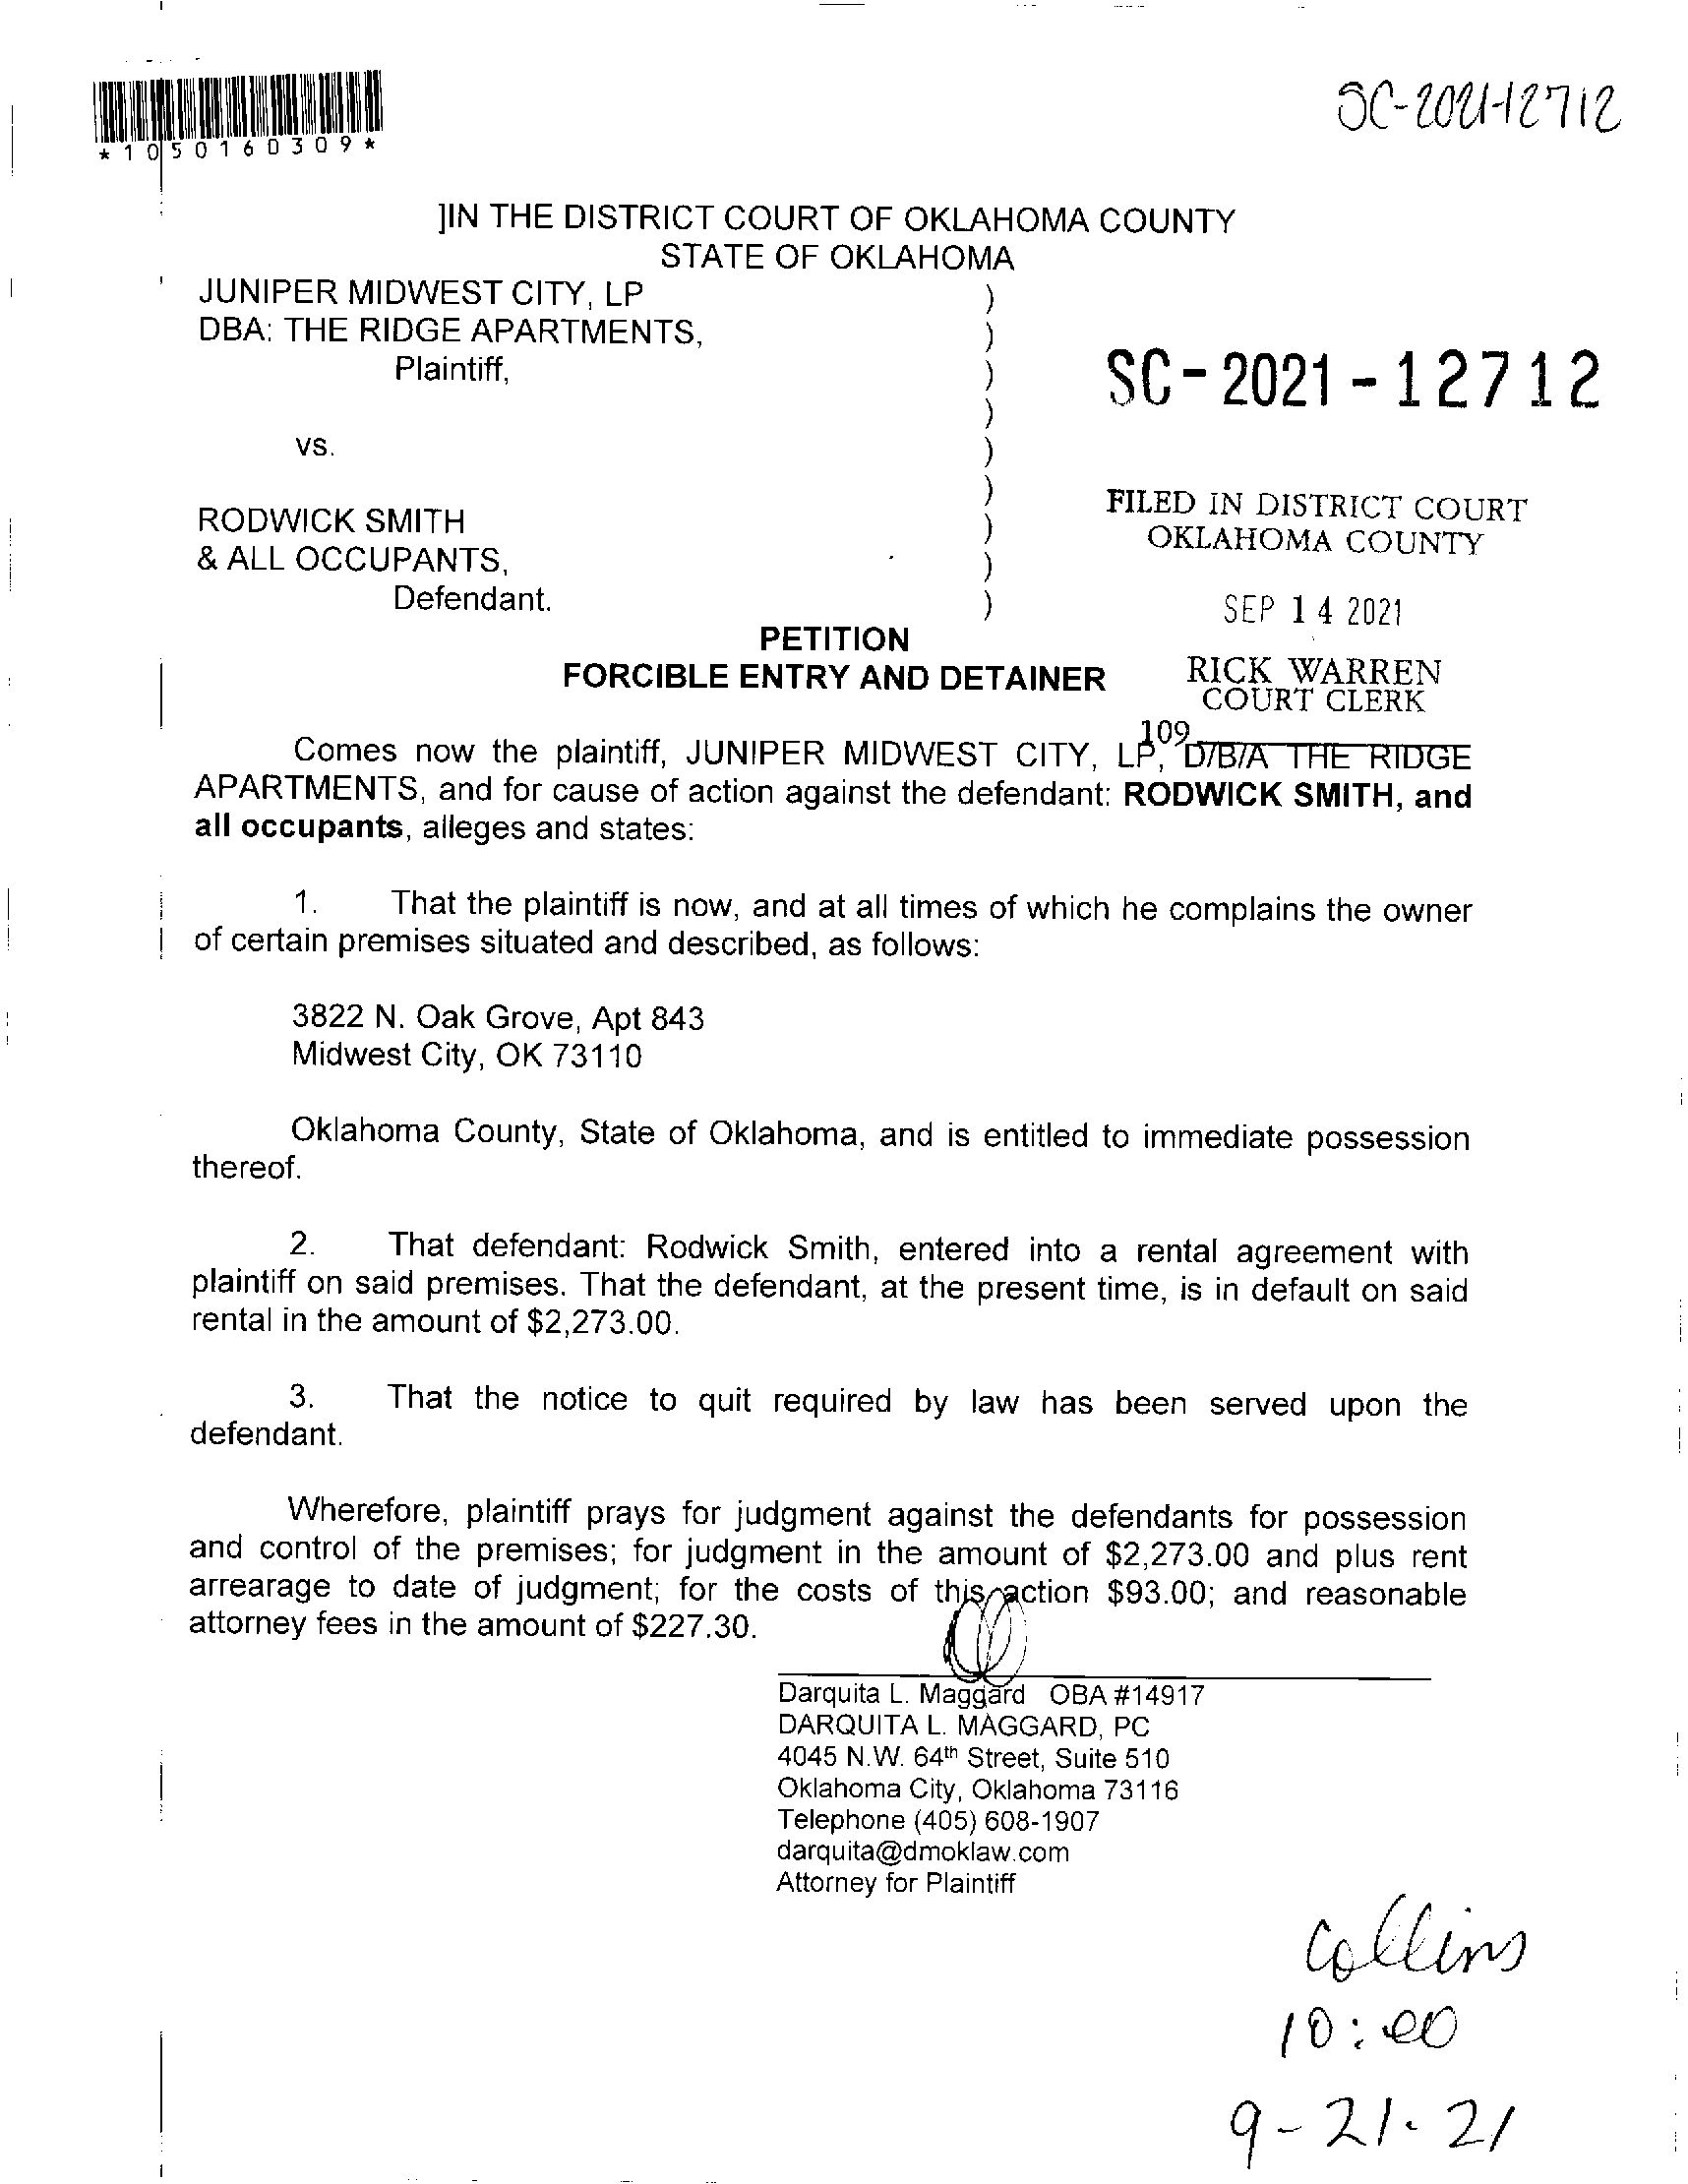 *1050160309*
SC-2021-12712
]IN THE DISTRICT COURT OF OKLAHOMA COUNTY
STATE OF OKLAHOMA
JUNIPER MIDWEST CITY, LP )
DBA: THE RIDGE APARTMENTS, )
Plaintiff, )
SC-2021-12712
)
vs. )
)
RODWICK SMITH )
& ALL OCCUPANTS, )
Defendant. )
FILED IN DISTRICT COURT
OKLAHOMA COUNTY
SEP 14 2021
RICK WARREN
COURT CLERK
109
PETITION
FORCIBLE ENTRY AND DETAINER
Comes now the plaintiff, JUNIPER MIDWEST CITY, LP, D/B/A THE RIDGE
APARTMENTS, and for cause of action against the defendant: RODWICK SMITH, and
all occupants, alleges and states:
1. That the plaintiff is now, and at all times of which he complains the owner
of certain premises situated and described, as follows:
3822 N. Oak Grove, Apt 843
Midwest City, OK 73110
Oklahoma County, State of Oklahoma, and is entitled to immediate possession
thereof.
2. That defendant: Rodwick Smith, entered into a rental agreement with
plaintiff on said premises. That the defendant, at the present time, is in default on said
rental in the amount of $2,273.00.
3. That the notice to quit required by law has been served upon the
defendant.
Wherefore, plaintiff prays for judgment against the defendants for possession
and control of the premises; for judgment in the amount of $2,273.00 and plus rent
arrearage to date of judgment; for the costs of this action $93.00; and reasonable
attorney fees in the amount of $227.30.
Darquita L. Maggard OBA #14917
DARQUITA L. MAGGARD, PC
4045 N.W. 64th Street, Suite 510
Oklahoma City, Oklahoma 73116
Telephone (405) 608-1907
darquita@dmoklaw.com
Attorney for Plaintiff
Collins
10:00
9-21-21